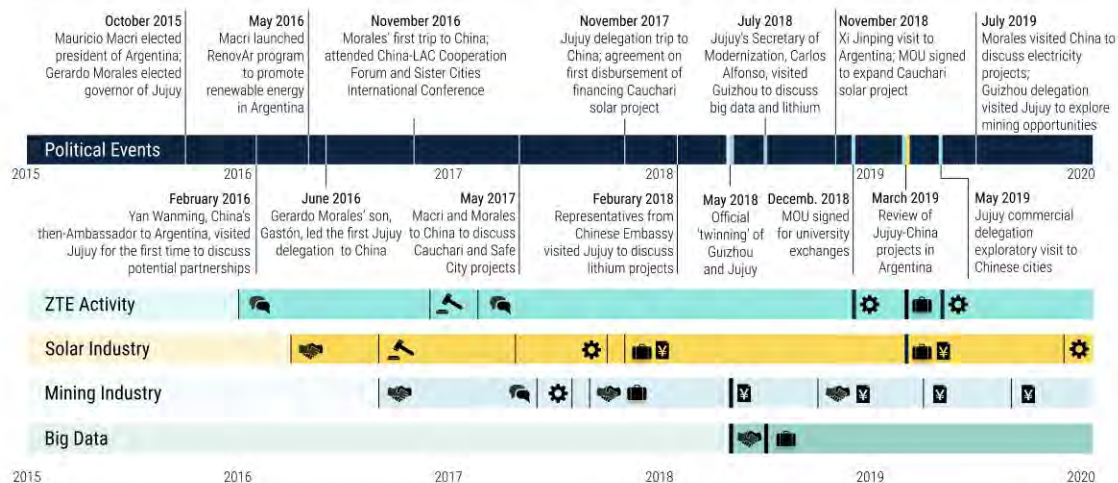 October 2015
Mauricio Macri elected
president of Argentina;
Gerardo Morales elected
governor of Jujuy
May 2016
Macri launched
RenovAr program
to promote
renewable energy
in Argentina
November 2016
Morales' first trip to China;
attended China-LAC Cooperation
Forum and Sister Cities
International Conference
November 2017
Jujuy delegation trip to
China; agreement on
first disbursement of
financing Cauchari
solar project
July 2018
Jujuy's Secretary of
Modernization, Carlos
Alfonso, visited
Guizhou to discuss
big data and lithium
November 2018
Xi Jinping visit to
Argentina; MOU signed
to expand Cauchari
solar project
July 2019
Morales visited China to
discuss electricity
projects;
Guizhou delegation
visited Jujuy to explore
mining opportunities
Political Events
2015 2016 2017 2018 2019 2020
February 2016
Yan Wanming, China's
then-Ambassador to Argentina, visited
Jujuy for the first time to discuss
potential partnerships
June 2016
Gerardo Morales' son,
Gastón, led the first Jujuy
delegation to China
May 2017
Macri and Morales
to China to discuss
Cauchari and Safe
City projects
Feburary 2018
Representatives from
Chinese Embassy
visited Jujuy to discuss
lithium projects
May 2018
Official
'twinning' of
Guizhou
and Jujuy
Decemb. 2018
MOU signed
for university
exchanges
March 2019
Review of
Jujuy-China
projects in
Argentina
May 2019
Jujuy commercial
delegation
exploratory visit to
Chinese cities
ZTE Activity
Solar Industry
¥ ¥
Mining Industry
¥ ¥ ¥ ¥
Big Data
2015 2016 2017 2018 2019 2020